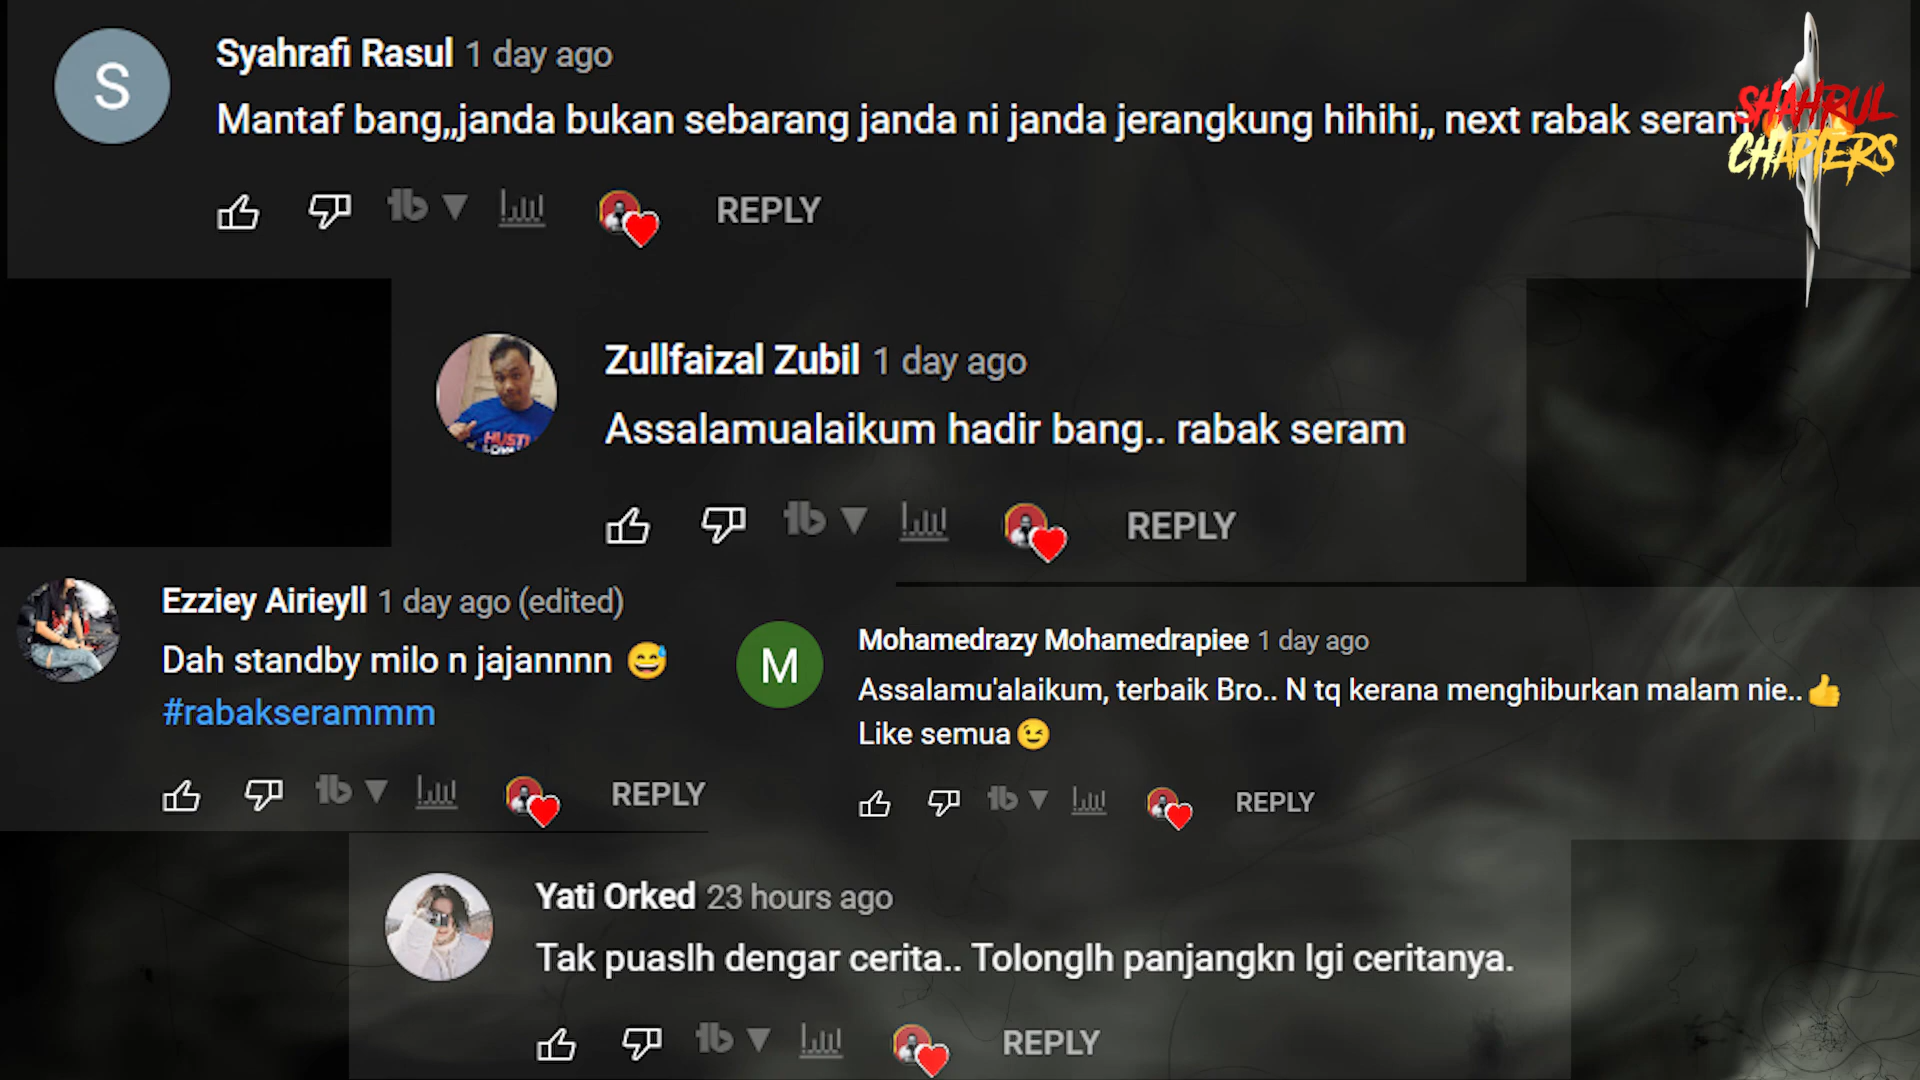 S
Syahrafi Rasul 1 day ago
Mantaf bang,,,janda bukan sebarang janda ni janda jerangkung hihihi,, next rabak seram
SHAHRUL
CHAPTERS
REPLY
Zullfaizal Zubil 1 day ago
Assalamualaikum hadir bang.. rabak seram
REPLY
Ezziey Airieyll 1 day ago (edited)
Dah standby milo n jajannnn 😅
#rabakserammm
REPLY
M
Mohamedrazy Mohamedrapiee 1 day ago
Assalamu'alaikum, terbaik Bro.. N tq kerana menghiburkan malam nie..👍
Like semua😉
REPLY
Yati Orked 23 hours ago
Tak puaslh dengar cerita.. Tolonglh panjangkn lgi ceritanya.
REPLY